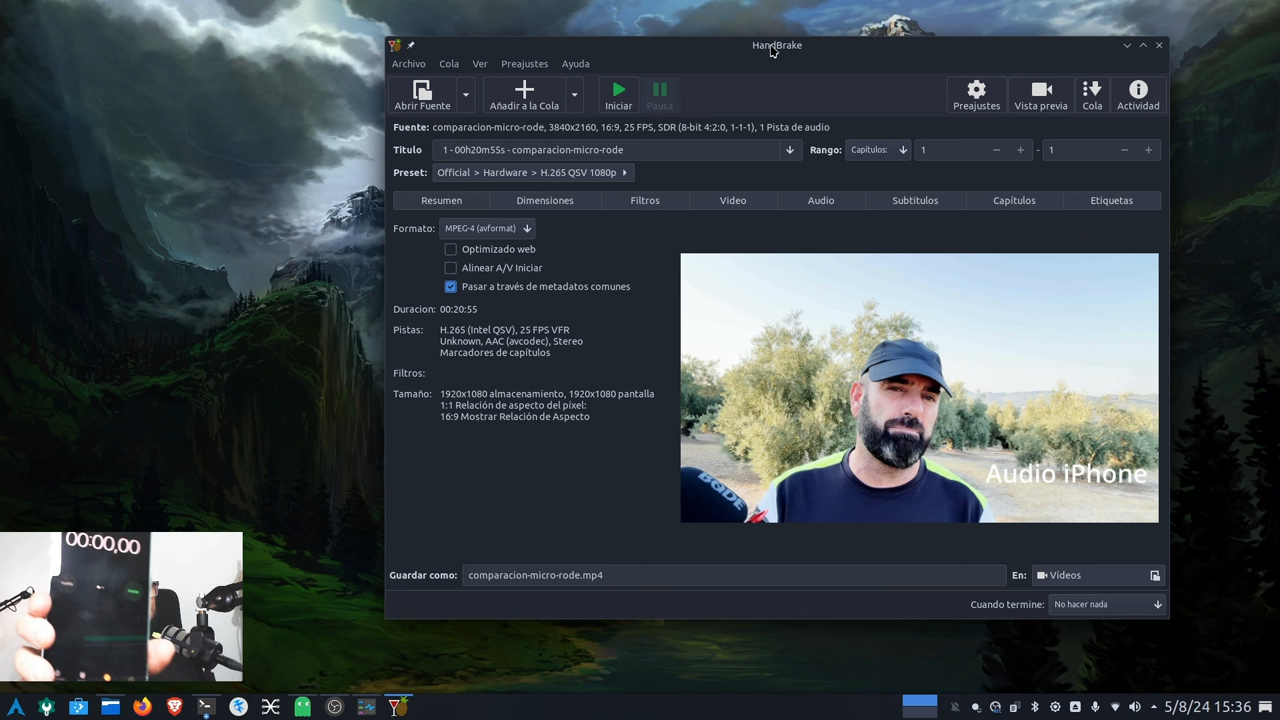 HandBrake
Archivo Cola Ver Preajustes Ayuda
Abrir Fuente Añadir a la Cola Iniciar Pausa Preajustes Vista previa Cola Actividad
Fuente: comparacion-micro-rode, 3840x2160, 16:9, 25 FPS, SDR (8-bit 4:2:0, 1-1-1), 1 Pista de audio
Título 1 - 00h20m55s - comparacion-micro-rode Rango: Capítulos: 1 - 1
Preset: Official > Hardware > H.265 QSV 1080p
Resumen Dimensiones Filtros Video Audio Subtitulos Capítulos Etiquetas
Formato: MPEG-4 (avformat)
Optimizado web
Alinear A/V Iniciar
Pasar a través de metadatos comunes
Duracion: 00:20:55
Pistas: H.265 (Intel QSV), 25 FPS VFR
Unknown, AAC (avcodec), Stereo
Marcadores de capítulos
Filtros:
Tamaño: 1920x1080 almacenamiento, 1920x1080 pantalla
1:1 Relación de aspecto del pixel:
16:9 Mostrar Relación de Aspecto
Audio iPhone
RODE
00:00,00
Guardar como: comparacion-micro-rode.mp4 En: Vídeos
Cuando termine: No hacer nada
5/8/24 15:36